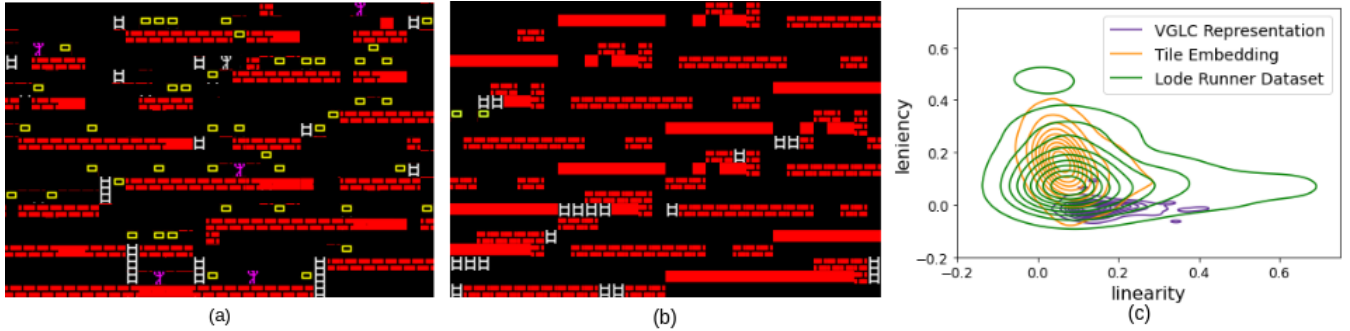 VGLC Representation
Tile Embedding
Lode Runner Dataset
leniency
0.6
0.4
0.2
0.0
−0.2
−0.2 0.0 0.2 0.4 0.6
linearity
(a) (b) (c)